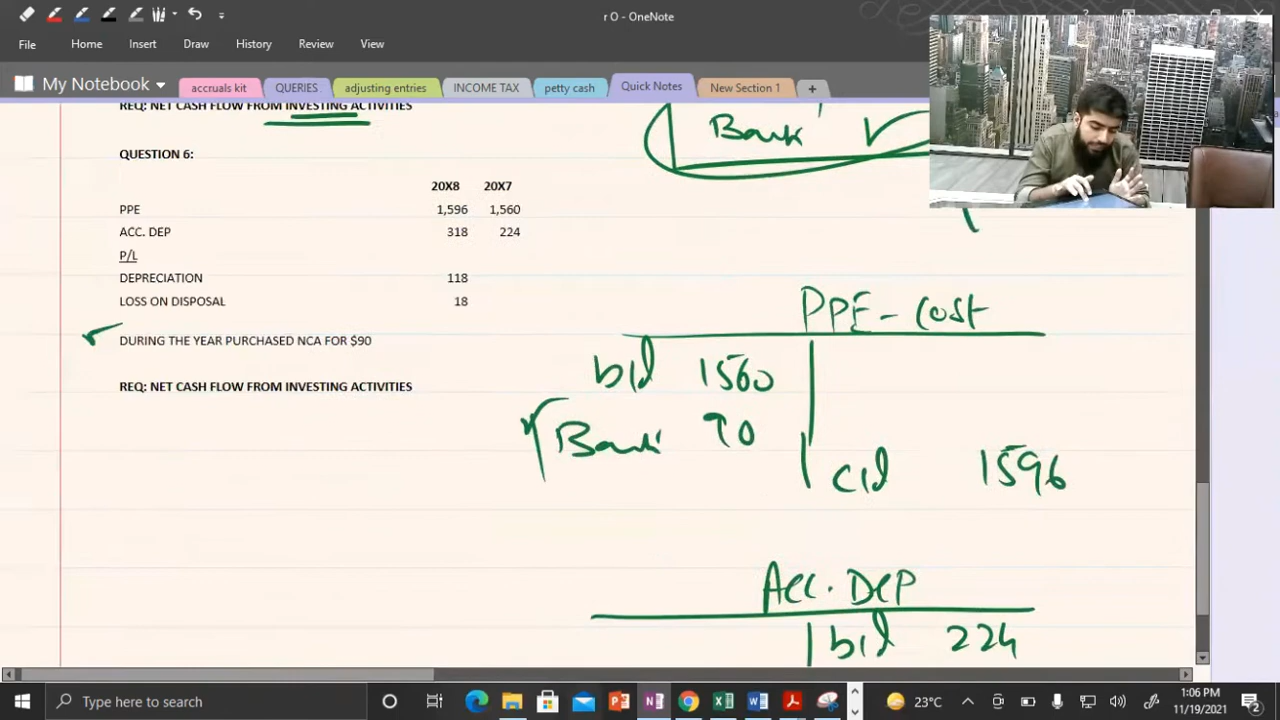 r O - OneNote
File Home Insert Draw History Review View
My Notebook accruals kit QUERIES adjusting entries INCOMETAX petty cash Quick Notes New Section 1 +
REQ: NET CASH FLOW FROM INVESTING ACTIVITIES
Bank
QUESTION 6:
20X8 20X7
PPE 1,596 1,560
ACC. DEP 318 224
P/L
DEPRECIATION 118
LOSS ON DISPOSAL 18
DURING THE YEAR PURCHASED NCA FOR $90
REQ: NET CASH FLOW FROM INVESTING ACTIVITIES
PPE - Cost
b/d 1560
Bank 90
c/d 1596
Acc. Dep
b/d 224
Type here to search
23°C
1:06 PM
11/19/2021
2